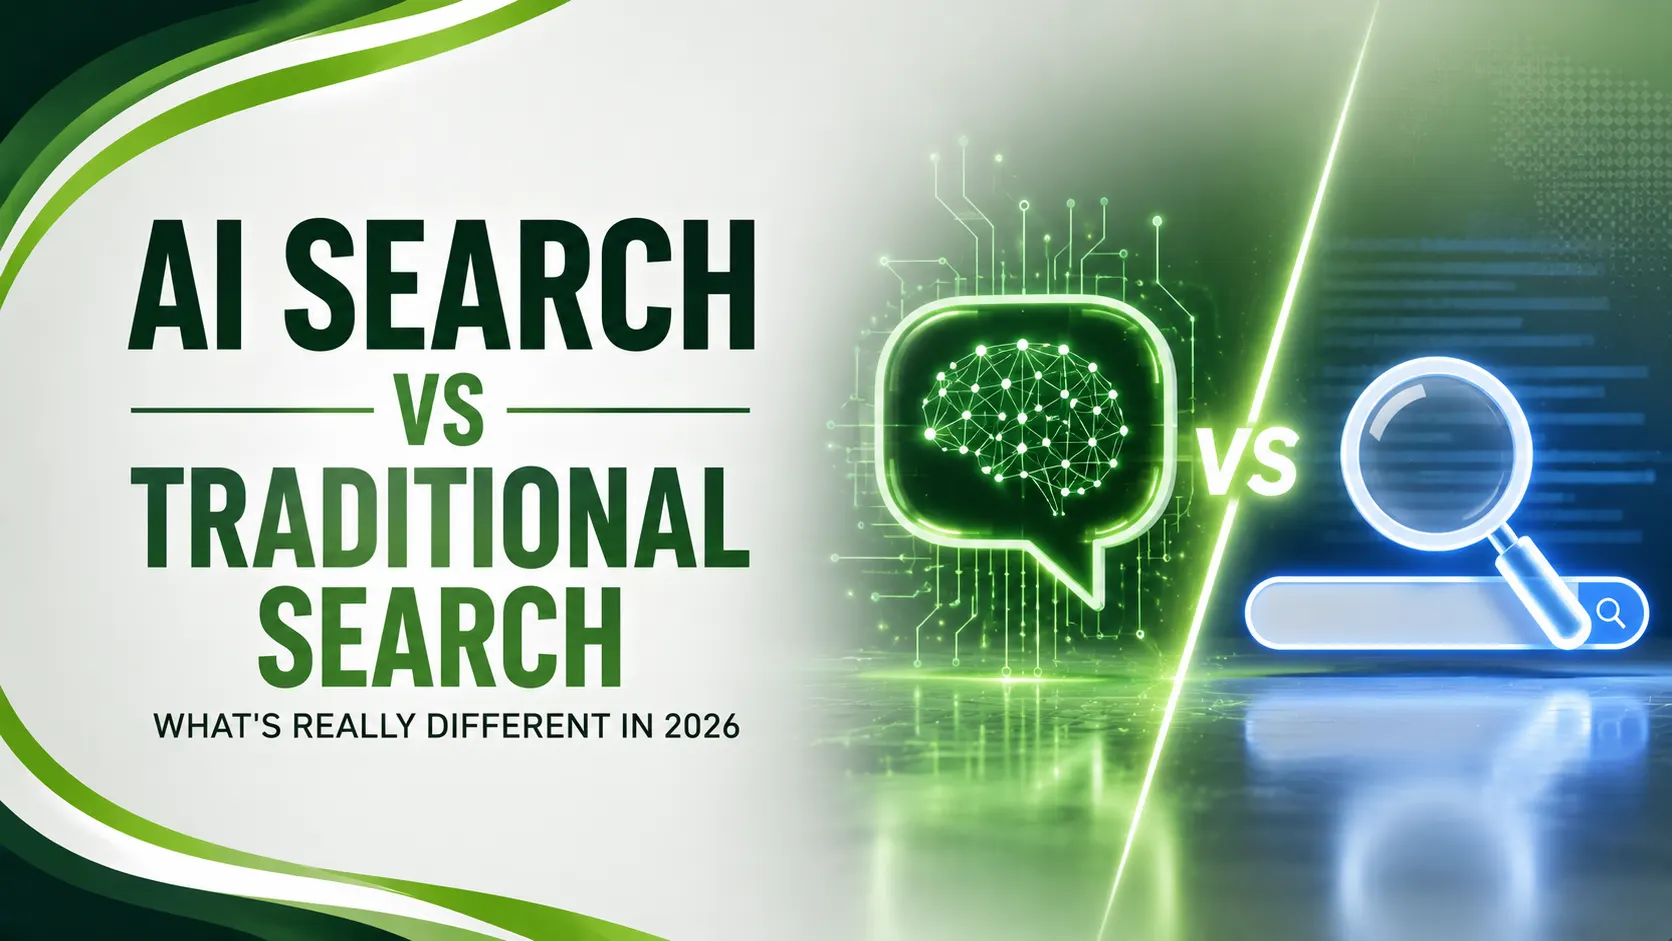 AI SEARCH
VS
TRADITIONAL
SEARCH
WHAT'S REALLY DIFFERENT IN 2026
VS